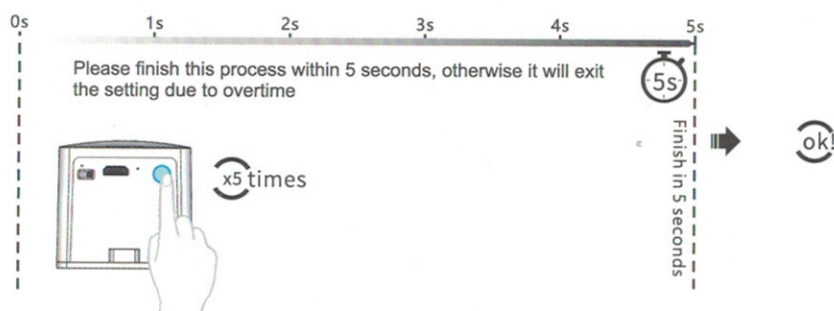 0s 1s 2s 3s 4s 5s
Please finish this process within 5 seconds, otherwise it will exit
the setting due to overtime
5s
x5 times
Finish in 5 seconds
ok!